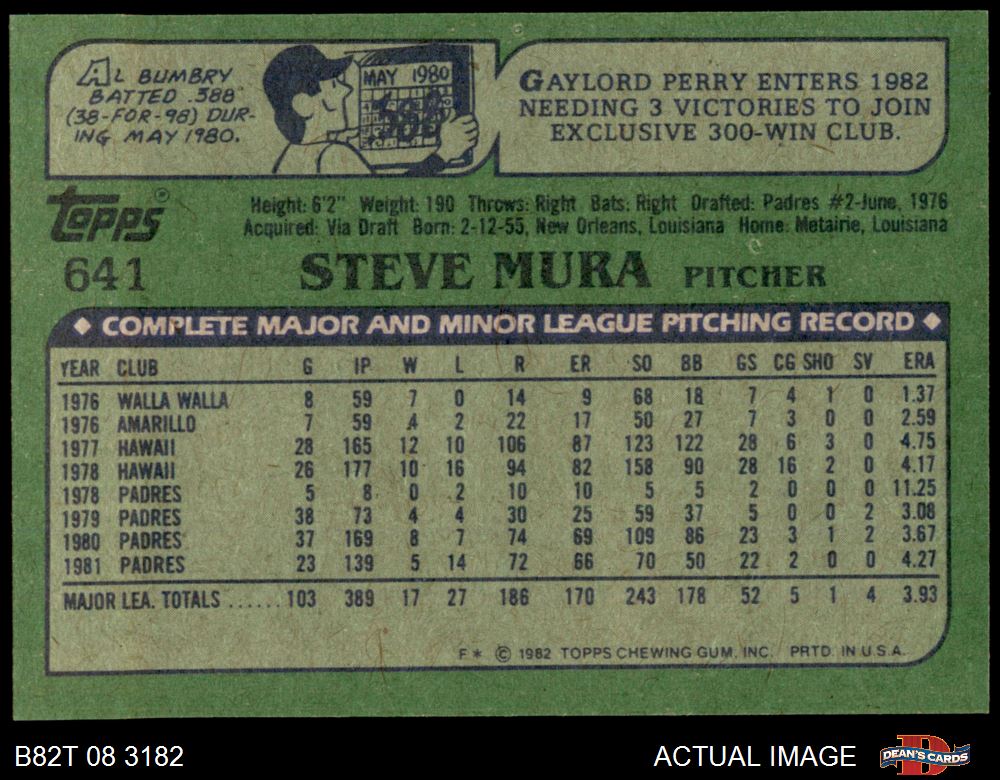 AL BUMBRY
BATTED .388
(38-FOR-98) DUR-
ING MAY 1980.
MAY 1980
.388
GAYLORD PERRY ENTERS 1982
NEEDING 3 VICTORIES TO JOIN
EXCLUSIVE 300-WIN CLUB.
Topps®
Height: 6'2" Weight: 190 Throws: Right Bats: Right Drafted: Padres #2-June, 1976
Acquired: Via Draft Born: 2-12-55, New Orleans, Louisiana Home: Metairie, Louisiana
641 STEVE MURA PITCHER
◆ COMPLETE MAJOR AND MINOR LEAGUE PITCHING RECORD ◆
YEAR CLUB G IP W L R ER SO BB GS CG SHO SV ERA
1976 WALLA WALLA 8 59 7 0 14 9 68 18 7 4 1 0 1.37
1976 AMARILLO 7 59 4 2 22 17 50 27 7 3 0 0 2.59
1977 HAWAII 28 165 12 10 106 87 123 122 28 6 3 0 4.75
1978 HAWAII 26 177 10 16 94 82 158 90 28 16 2 0 4.17
1978 PADRES 5 8 0 2 10 10 5 5 2 0 0 0 11.25
1979 PADRES 38 73 4 4 30 25 59 37 5 0 0 2 3.08
1980 PADRES 37 169 8 7 74 69 109 86 23 3 1 2 3.67
1981 PADRES 23 139 5 14 72 66 70 50 22 2 0 0 4.27
MAJOR LEA. TOTALS ...... 103 389 17 27 186 170 243 178 52 5 1 4 3.93
F* © 1982 TOPPS CHEWING GUM, INC. PRTD. IN U.S.A.
B82T 08 3182 ACTUAL IMAGE DEAN'S CARDS